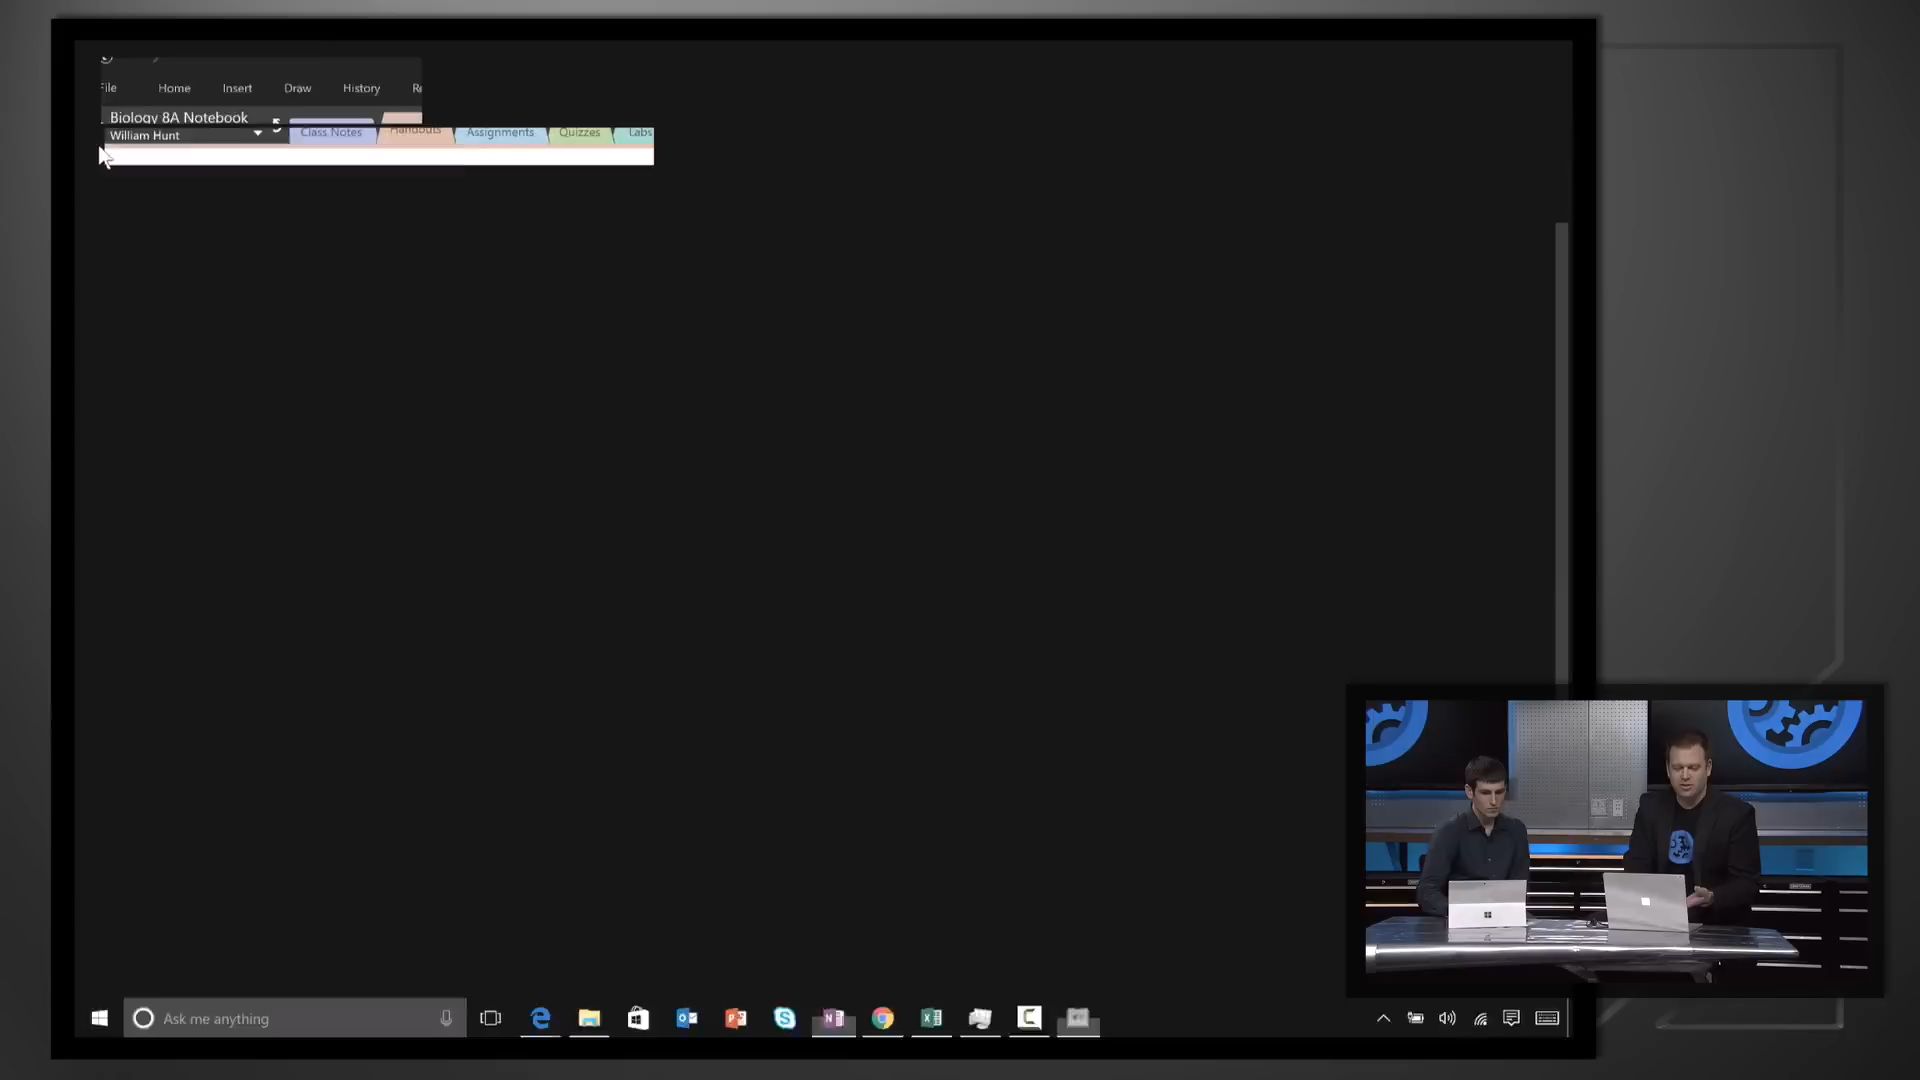 File Home Insert Draw History
Biology 8A Notebook
William Hunt
Class Notes Handouts Assignments Quizzes Labs
Ask me anything